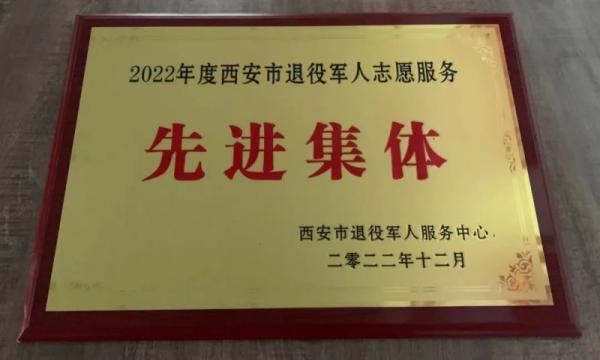 2022年度西安市退役军人志愿服务
先进集体
西安市退役军人服务中心
二零二二年十二月